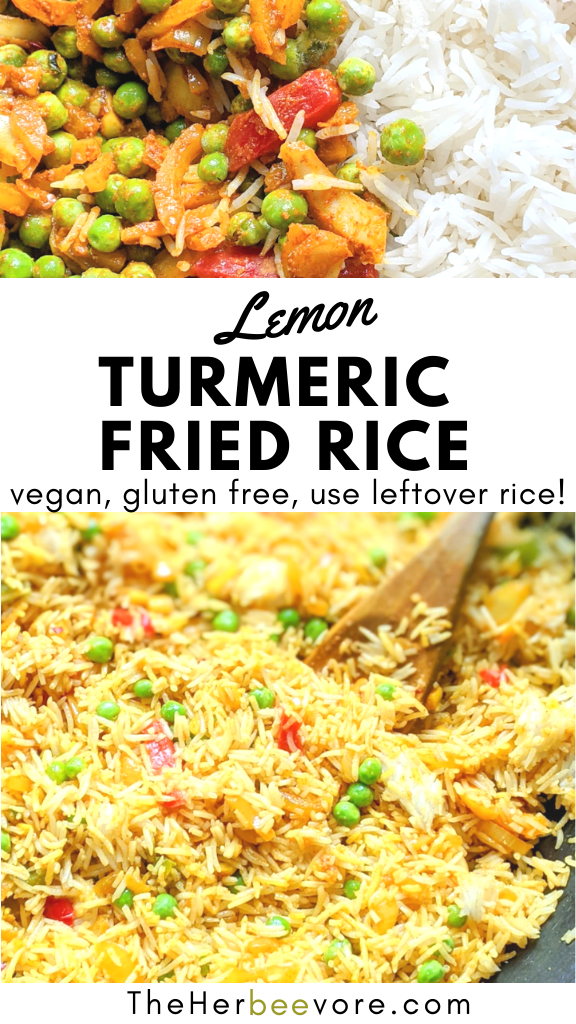 Lemon
TURMERIC
FRIED RICE
vegan, gluten free, use leftover rice!
TheHerbeevore.com